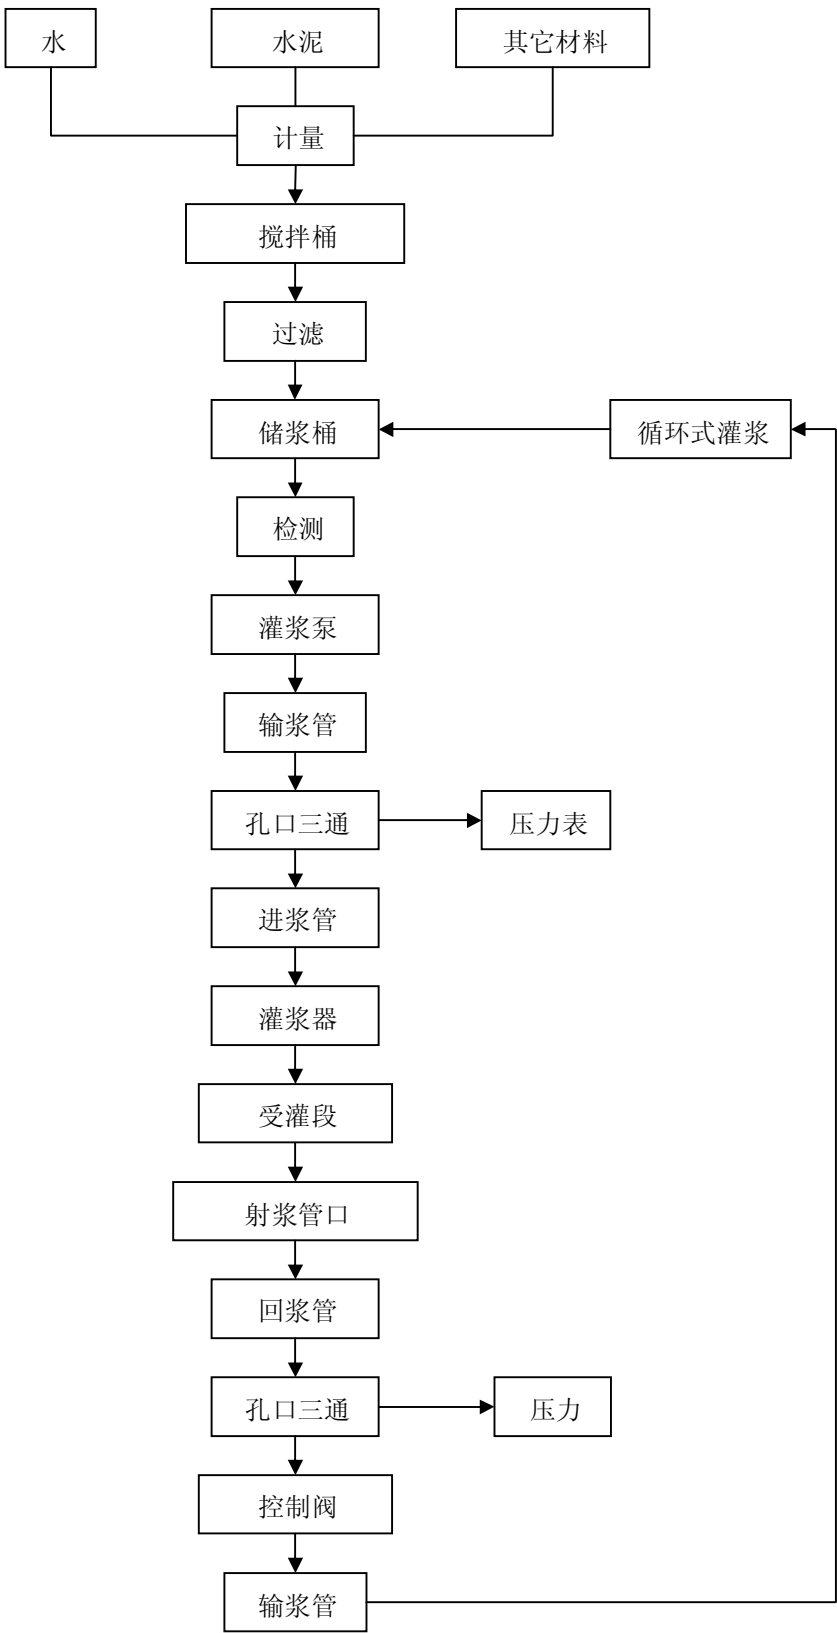 水
水泥
其它材料
计量
搅拌桶
过滤
储浆桶
循环式灌浆
检测
灌浆泵
输浆管
孔口三通
压力表
进浆管
灌浆器
受灌段
射浆管口
回浆管
孔口三通
压力
控制阀
输浆管